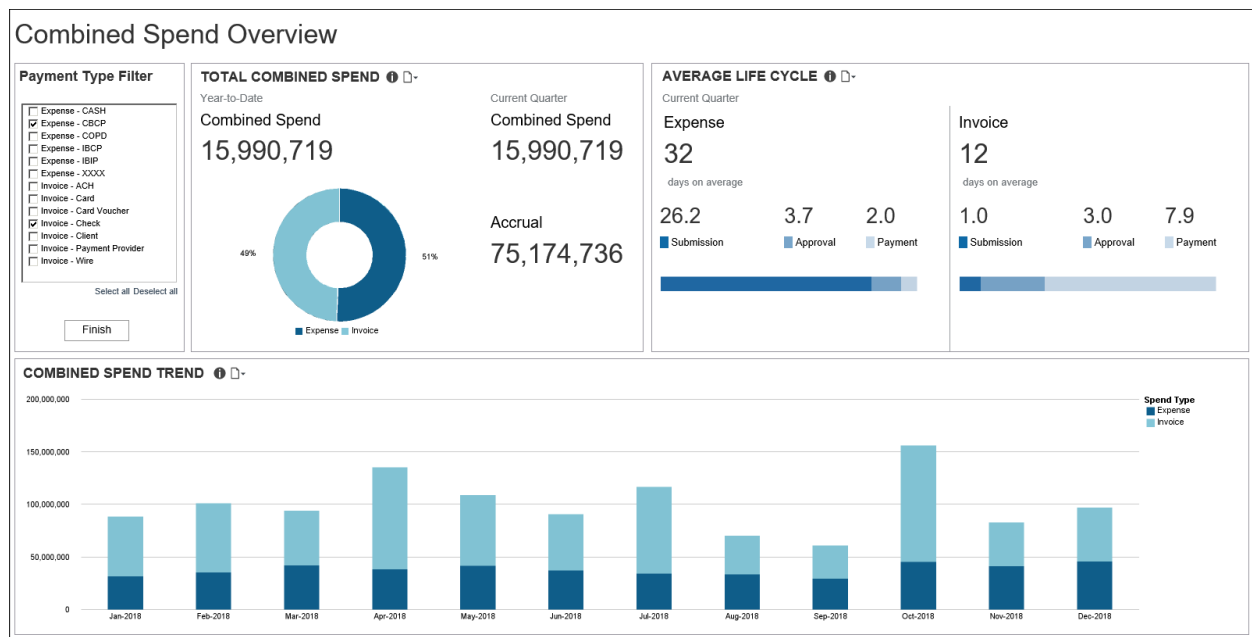 Combined Spend Overview
Payment Type Filter
Expense - CASH
Expense - CBCP
Expense - COPD
Expense - IBCP
Expense - IBIP
Expense - XXXX
Invoice - ACH
Invoice - Card
Invoice - Card Voucher
Invoice - Check
Invoice - Client
Invoice - Payment Provider
Invoice - Wire
Select all Deselect all
Finish
TOTAL COMBINED SPEND
Year-to-Date
Combined Spend
15,990,719
Current Quarter
Combined Spend
15,990,719
Accrual
75,174,736
49%
51%
Expense Invoice
AVERAGE LIFE CYCLE
Current Quarter
Expense
32
days on average
26.2 3.7 2.0
Submission Approval Payment
Invoice
12
days on average
1.0 3.0 7.9
Submission Approval Payment
COMBINED SPEND TREND
200,000,000
150,000,000
100,000,000
50,000,000
0
Jan-2018 Feb-2018 Mar-2018 Apr-2018 May-2018 Jun-2018 Jul-2018 Aug-2018 Sep-2018 Oct-2018 Nov-2018 Dec-2018
Spend Type
Expense
Invoice